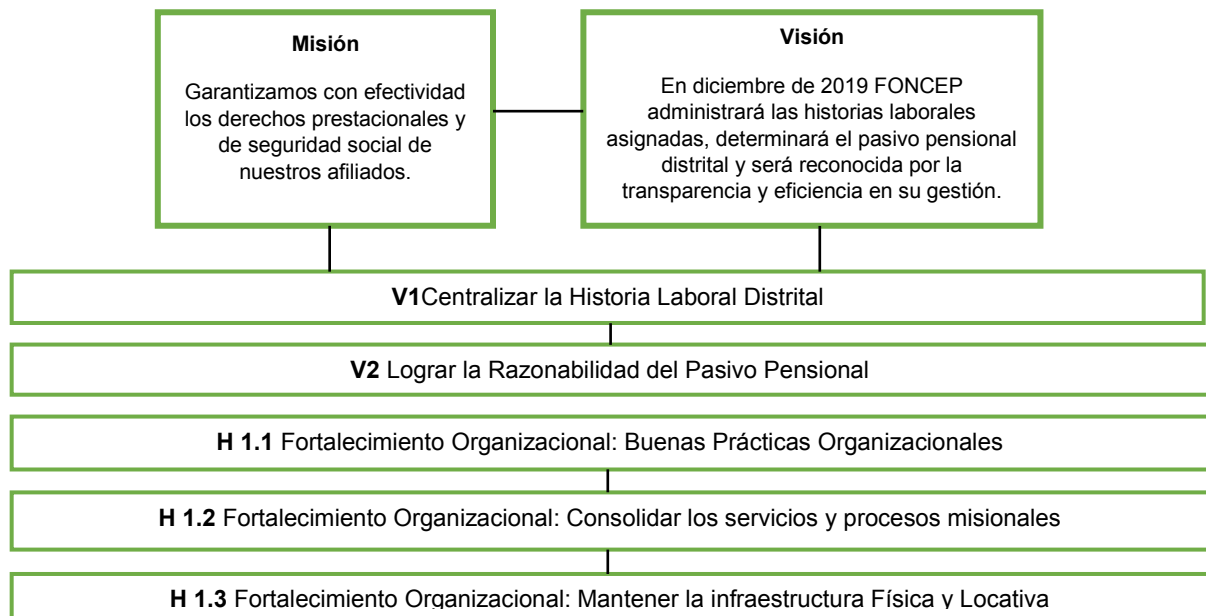 Misión
Garantizamos con efectividad
los derechos prestacionales y
de seguridad social de
nuestros afiliados.
Visión
En diciembre de 2019 FONCEP
administrará las historias laborales
asignadas, determinará el pasivo pensional
distrital y será reconocida por la
transparencia y eficiencia en su gestión.
V1Centralizar la Historia Laboral Distrital
V2 Lograr la Razonabilidad del Pasivo Pensional
H 1.1 Fortalecimiento Organizacional: Buenas Prácticas Organizacionales
H 1.2 Fortalecimiento Organizacional: Consolidar los servicios y procesos misionales
H 1.3 Fortalecimiento Organizacional: Mantener la infraestructura Física y Locativa